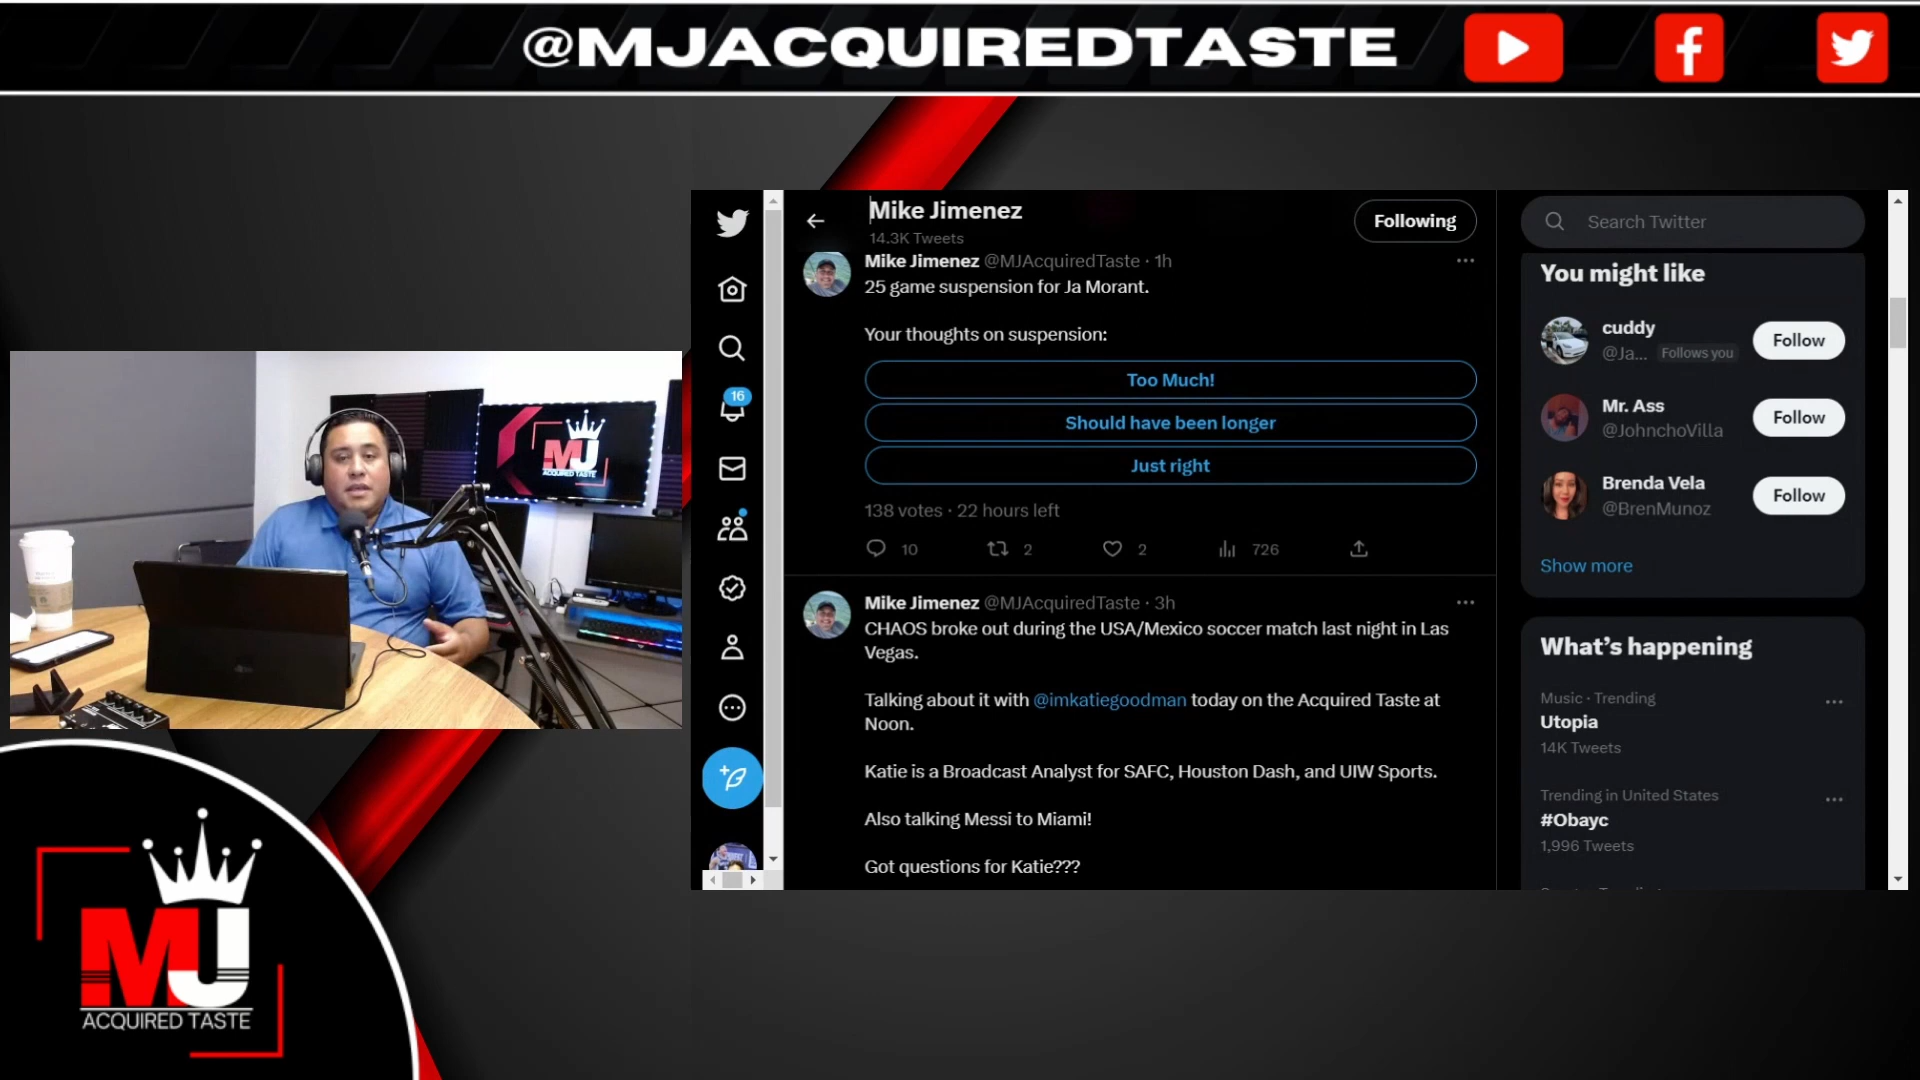 @MJACQUIREDTASTE
Mike Jimenez
14.3K Tweets
Following
Mike Jimenez @MJAcquiredTaste · 1h
25 game suspension for Ja Morant.
Your thoughts on suspension:
Too Much!
Should have been longer
Just right
138 votes · 22 hours left
10
2
2
726
Mike Jimenez @MJAcquiredTaste · 3h
CHAOS broke out during the USA/Mexico soccer match last night in Las
Vegas.
Talking about it with @imkatiegoodman today on the Acquired Taste at
Noon.
Katie is a Broadcast Analyst for SAFC, Houston Dash, and UIW Sports.
Also talking Messi to Miami!
Got questions for Katie???
16
Search Twitter
You might like
cuddy
@Ja... Follows you
Follow
Mr. Ass
@JohnchoVilla
Follow
Brenda Vela
@BrenMunoz
Follow
Show more
What's happening
Music · Trending
Utopia
14K Tweets
Trending in United States
#Obayc
1,996 Tweets
MJ
ACQUIRED TASTE
MJ
ACQUIRED TASTE